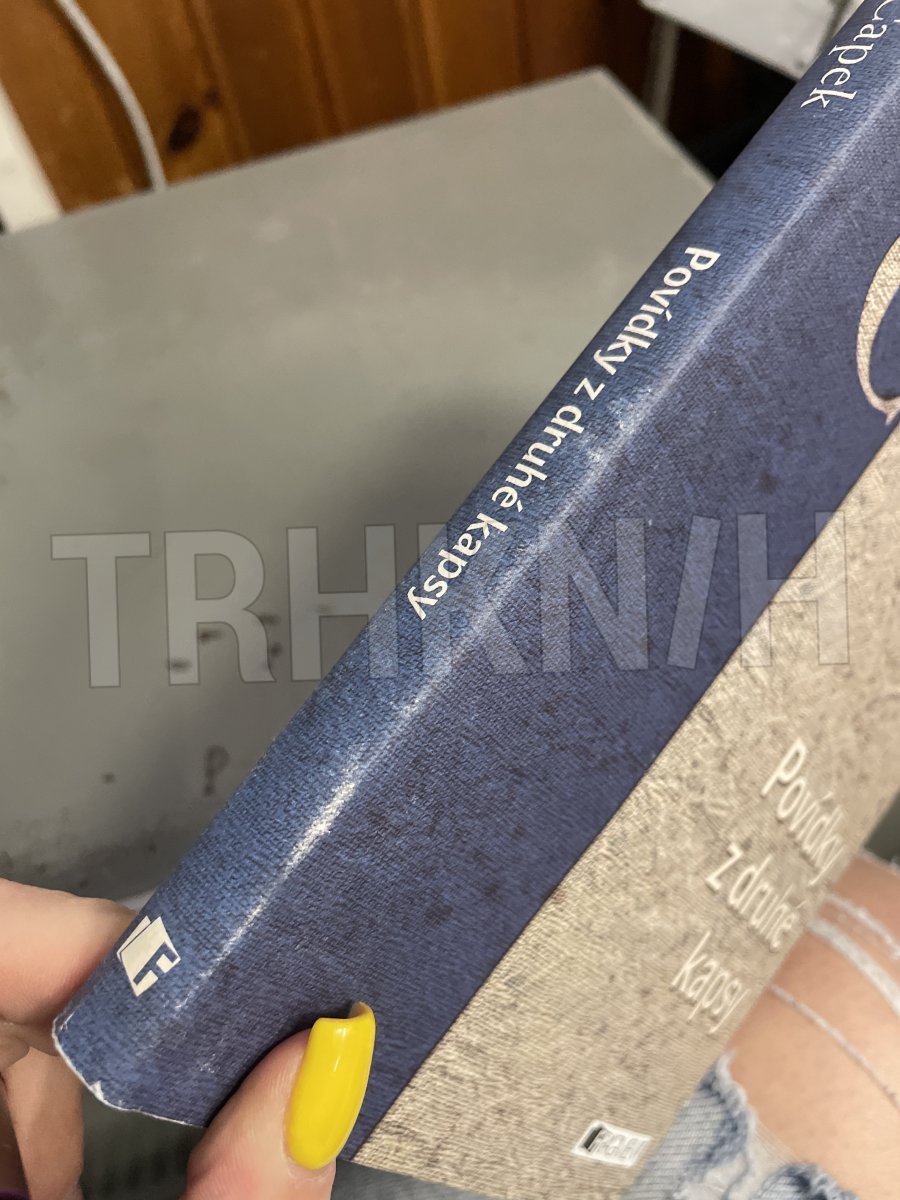 Čapek
Povídky z druhé kapsy
TRHKNIH
Povídky
z druhé
kapsy